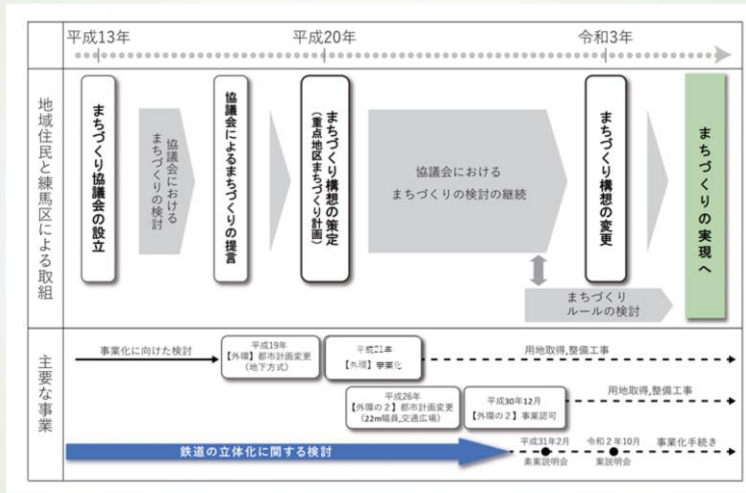 平成13年
平成20年
令和3年
地域住民と練馬区による取組
まちづくり協議会の設立
協議会における
まちづくりの検討
協議会によるまちづくりの提言
まちづくり構想の策定
(重点地区まちづくり計画)
協議会における
まちづくりの検討の継続
まちづくり構想の変更
まちづくりの実現へ
まちづくり
ルールの検討
主要な事業
事業化に向けた検討
平成19年
【外環】都市計画変更
(地下方式)
平成21年
【外環】事業化
用地取得,整備工事
平成26年
【外環の2】都市計画変更
(22m幅員,交通広場)
平成30年12月
【外環の2】事業認可
用地取得,整備工事
鉄道の立体化に関する検討
平成31年2月
素案説明会
令和2年10月
案説明会
事業化手続き